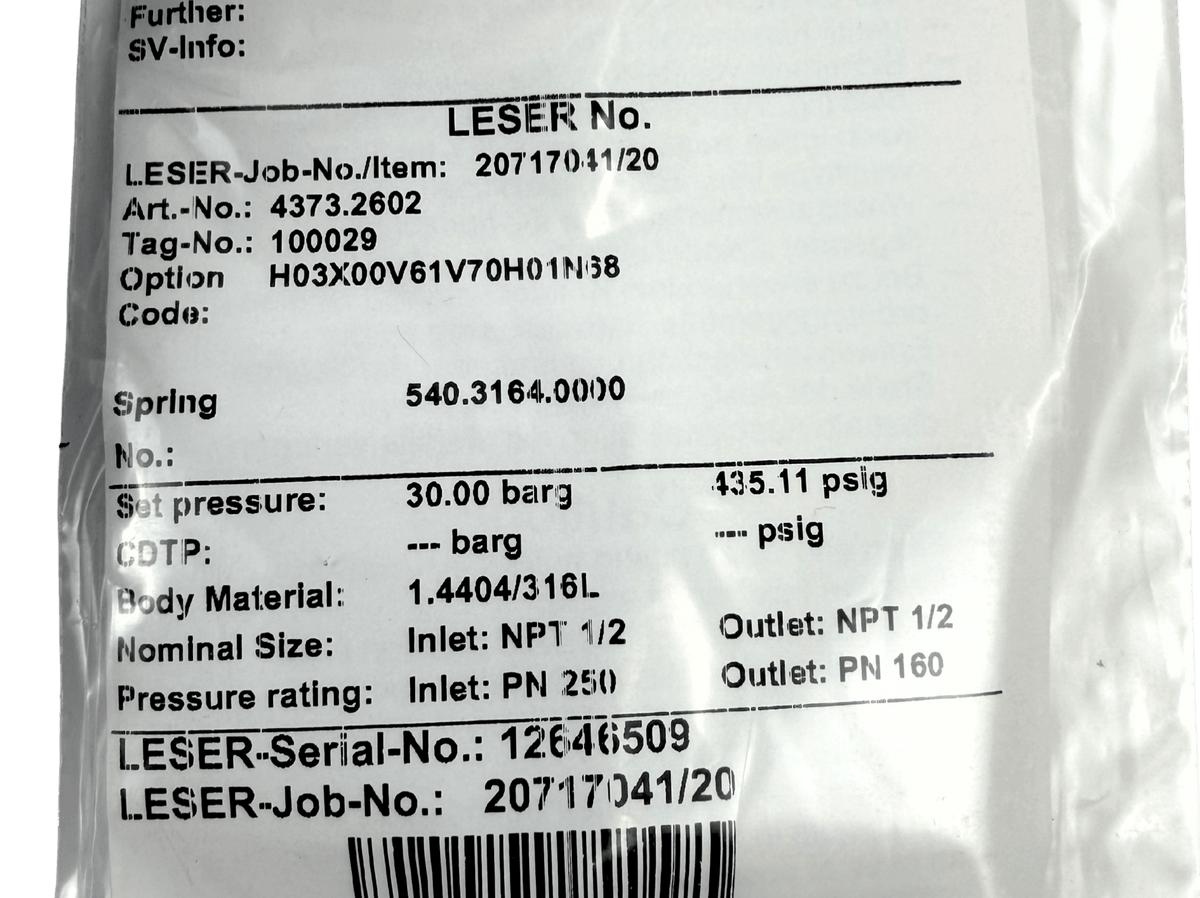 Further:
SV-Info:
LESER No.
LESER-Job-No./Item: 20717041/20
Art.-No.: 4373.2602
Tag-No.: 100029
Option H03X00V61V70H01N68
Code:
Spring 540.3164.0000
No.:
Set pressure: 30.00 barg 435.11 psig
CDTP: --- barg ---- psig
Body Material: 1.4404/316L
Nominal Size: Inlet: NPT 1/2 Outlet: NPT 1/2
Pressure rating: Inlet: PN 250 Outlet: PN 160
LESER-Serial-No.: 12646509
LESER-Job-No.: 20717041/20